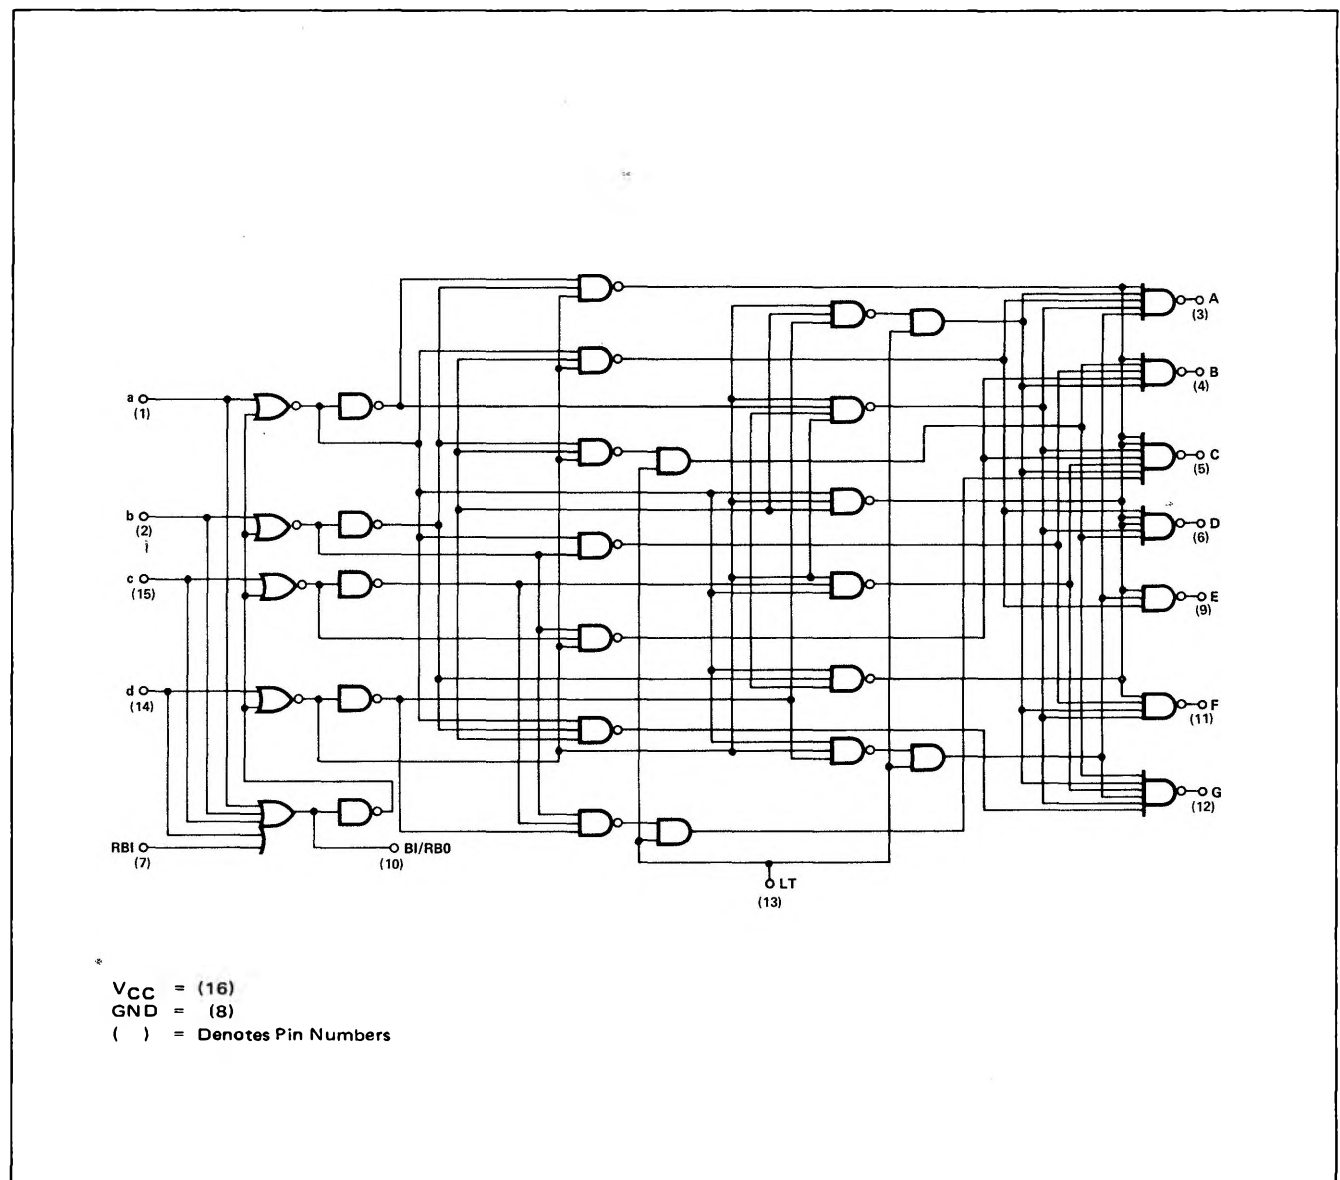 a
(1)
b
(2)
c
(15)
d
(14)
RBI
(7)
BI/RBO
(10)
LT
(13)
A
(3)
B
(4)
C
(5)
D
(6)
E
(9)
F
(11)
G
(12)
VCC = (16)
GND = (8)
( ) = Denotes Pin Numbers